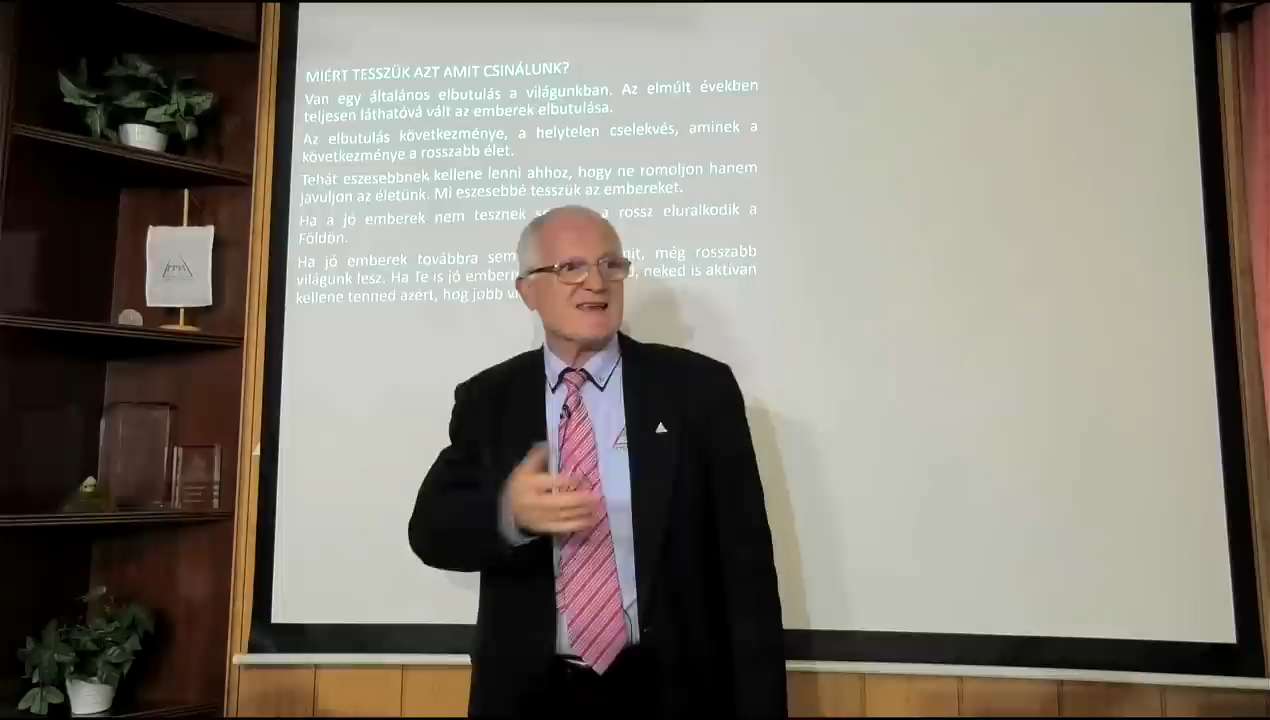 MIÉRT TESSZÜK AZT AMIT CSINÁLUNK?
Van egy általános elbutulás a világunkban. Az elmúlt években
teljesen láthatóvá vált az emberek elbutulása.
Az elbutulás következménye, a helytelen cselekvés, aminek a
következménye a rosszabb élet.
Tehát eszesebbnek kellene lenni ahhoz, hogy ne romoljon hanem
javuljon az életünk. Mi eszesebbé tesszük az embereket.
Ha a jó emberek nem tesznek a rossz eluralkodik a
Földön.
Ha jó emberek továbbra sem még rosszabb
világunk lesz. Ha Te is jó neked is aktívan
kellene tenned azért, hog jobb